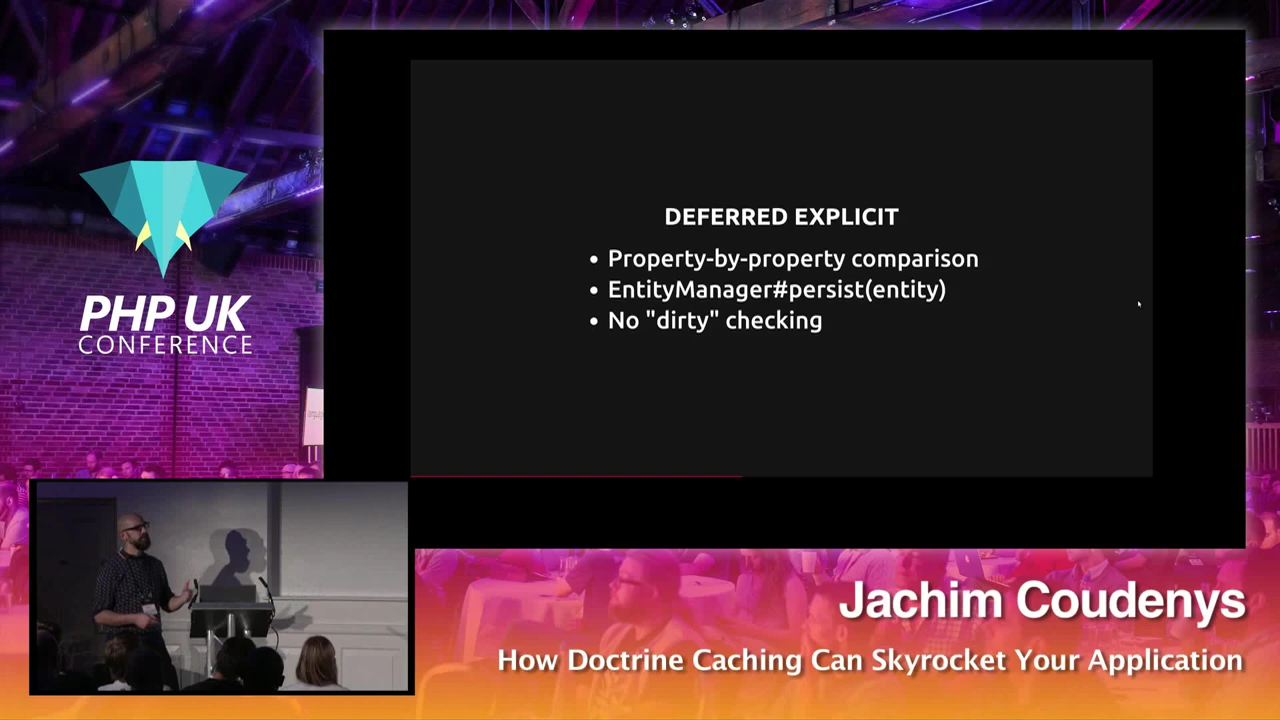 DEFERRED EXPLICIT
• Property-by-property comparison
• EntityManager#persist(entity)
• No "dirty" checking
PHP UK
CONFERENCE
Jachim Coudenys
How Doctrine Caching Can Skyrocket Your Application